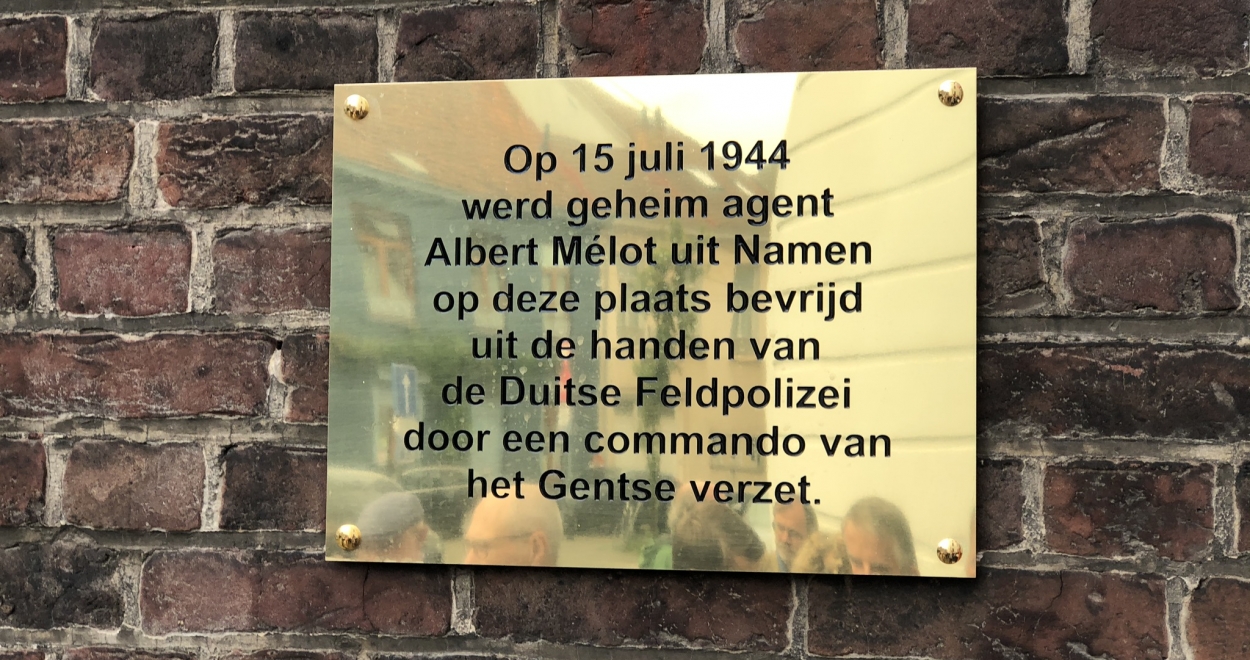 Op 15 juli 1944
werd geheim agent
Albert Mélot uit Namen
op deze plaats bevrijd
uit de handen van
de Duitse Feldpolizei
door een commando van
het Gentse verzet.